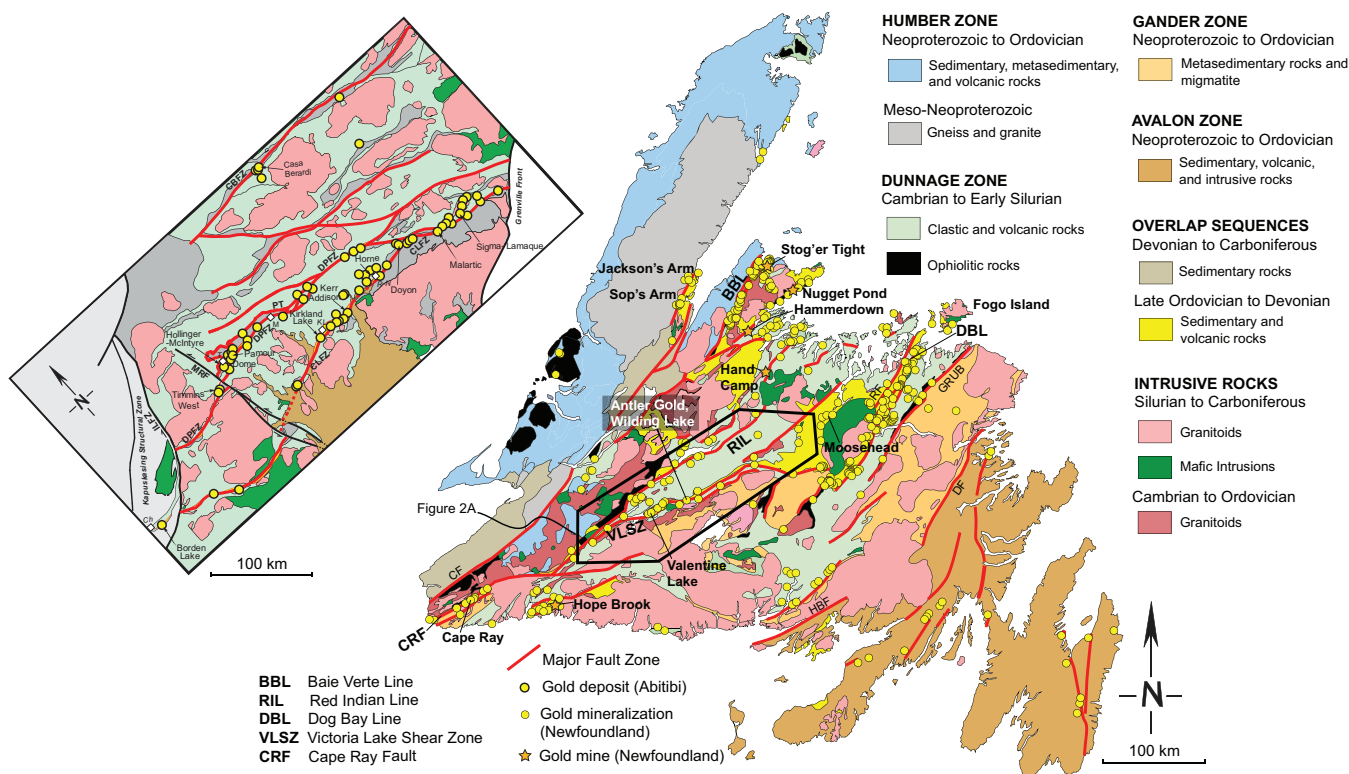 HUMBER ZONE
Neoproterozoic to Ordovician
Sedimentary, metasedimentary,
and volcanic rocks
Meso-Neoproterozoic
Gneiss and granite
DUNNAGE ZONE
Cambrian to Early Silurian
Clastic and volcanic rocks
Ophiolitic rocks
GANDER ZONE
Neoproterozoic to Ordovician
Metasedimentary rocks and
migmatite
AVALON ZONE
Neoproterozoic to Ordovician
Sedimentary, volcanic,
and intrusive rocks
OVERLAP SEQUENCES
Devonian to Carboniferous
Sedimentary rocks
Late Ordovician to Devonian
Sedimentary and
volcanic rocks
INTRUSIVE ROCKS
Silurian to Carboniferous
Granitoids
Mafic Intrusions
Cambrian to Ordovician
Granitoids
CBFZ
Casa
Berardi
Grenville Front
Sigma-Lamaque
CLFZ
Malartic
DPFZ
Horne
Doyon
Kerr
Addison
PT
Kirkland
Lake
KL
M
DPFZ
Hollinger
-McIntyre
Pamour
Dome
CLFZ
MRF
Timmins
West
DPFZ
ILFZ
Kapuskasing Structural Zone
Borden
Lake
N
100 km
Stog'er Tight
Jackson's Arm
BBL
Sop's Arm
Nugget Pond
Hammerdown
Fogo Island
DBL
Hand
Camp
GRUB
Antler Gold,
Wilding Lake
RIL
Moosehead
DF
Figure 2A
VLSZ
Valentine
Lake
CF
Hope Brook
HBF
CRF
Cape Ray
BBL Baie Verte Line
RIL Red Indian Line
DBL Dog Bay Line
VLSZ Victoria Lake Shear Zone
CRF Cape Ray Fault
Major Fault Zone
Gold deposit (Abitibi)
Gold mineralization
(Newfoundland)
Gold mine (Newfoundland)
N
100 km